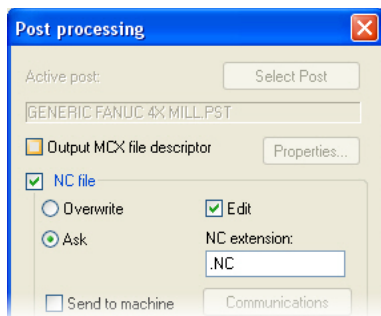 Post processing
Active post:
Select Post
GENERIC FANUC 4X MILL.PST
Output MCX file descriptor
Properties...
NC file
Overwrite
Edit
Ask
NC extension:
.NC
Send to machine
Communications